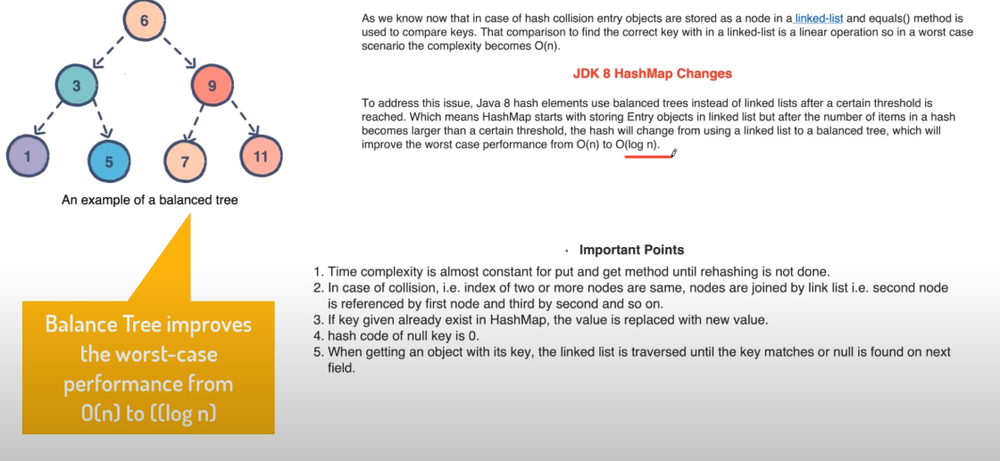 6
3
9
1
5
7
11
An example of a balanced tree
Balance Tree improves
the worst-case
performance from
O(n) to ((log n)
As we know now that in case of hash collision entry objects are stored as a node in a linked-list and equals() method is
used to compare keys. That comparison to find the correct key with in a linked-list is a linear operation so in a worst case
scenario the complexity becomes O(n).
JDK 8 HashMap Changes
To address this issue, Java 8 hash elements use balanced trees instead of linked lists after a certain threshold is
reached. Which means HashMap starts with storing Entry objects in linked list but after the number of items in a hash
becomes larger than a certain threshold, the hash will change from using a linked list to a balanced tree, which will
improve the worst case performance from O(n) to O(log n).
· Important Points
1. Time complexity is almost constant for put and get method until rehashing is not done.
2. In case of collision, i.e. index of two or more nodes are same, nodes are joined by link list i.e. second node
is referenced by first node and third by second and so on.
3. If key given already exist in HashMap, the value is replaced with new value.
4. hash code of null key is 0.
5. When getting an object with its key, the linked list is traversed until the key matches or null is found on next
field.